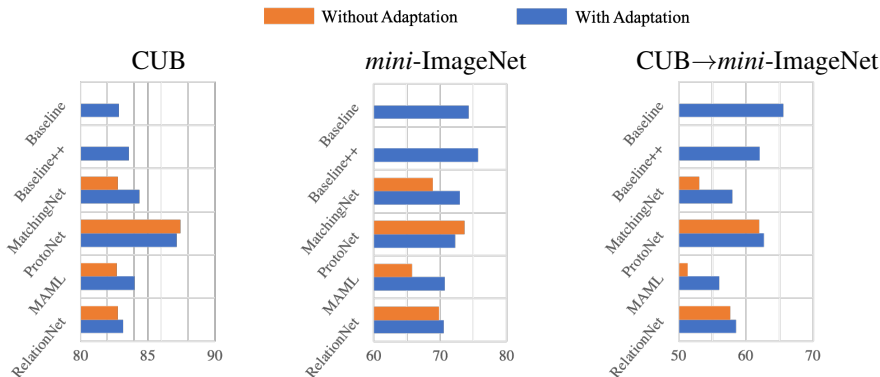 Without Adaptation With Adaptation
CUB
Baseline
Baseline++
MatchingNet
ProtoNet
MAML
RelationNet
80 85 90
mini-ImageNet
Baseline
Baseline++
MatchingNet
ProtoNet
MAML
RelationNet
60 70 80
CUB→mini-ImageNet
Baseline
Baseline++
MatchingNet
ProtoNet
MAML
RelationNet
50 60 70